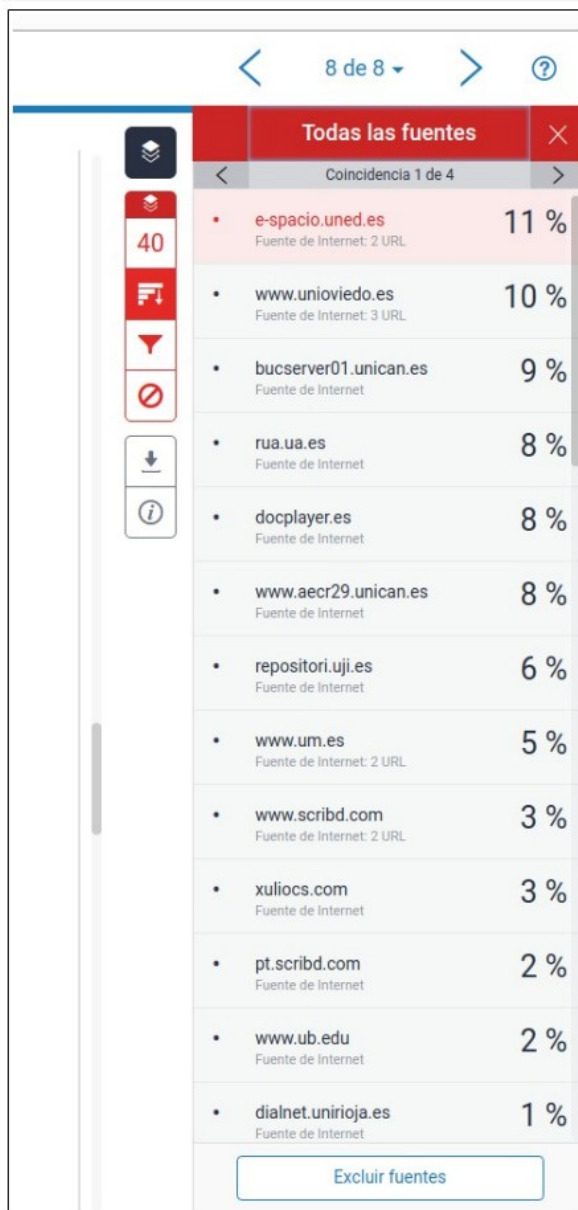 8 de 8
Todas las fuentes
Coincidencia 1 de 4
40
e-spacio.uned.es 11 %
Fuente de Internet: 2 URL
www.unioviedo.es 10 %
Fuente de Internet: 3 URL
bucserver01.unican.es 9 %
Fuente de Internet
rua.ua.es 8 %
Fuente de Internet
docplayer.es 8 %
Fuente de Internet
www.aecr29.unican.es 8 %
Fuente de Internet
repositori.uji.es 6 %
Fuente de Internet
www.um.es 5 %
Fuente de Internet: 2 URL
www.scribd.com 3 %
Fuente de Internet: 2 URL
xuliocs.com 3 %
Fuente de Internet
pt.scribd.com 2 %
Fuente de Internet
www.ub.edu 2 %
Fuente de Internet
dialnet.unirioja.es 1 %
Fuente de Internet
Excluir fuentes